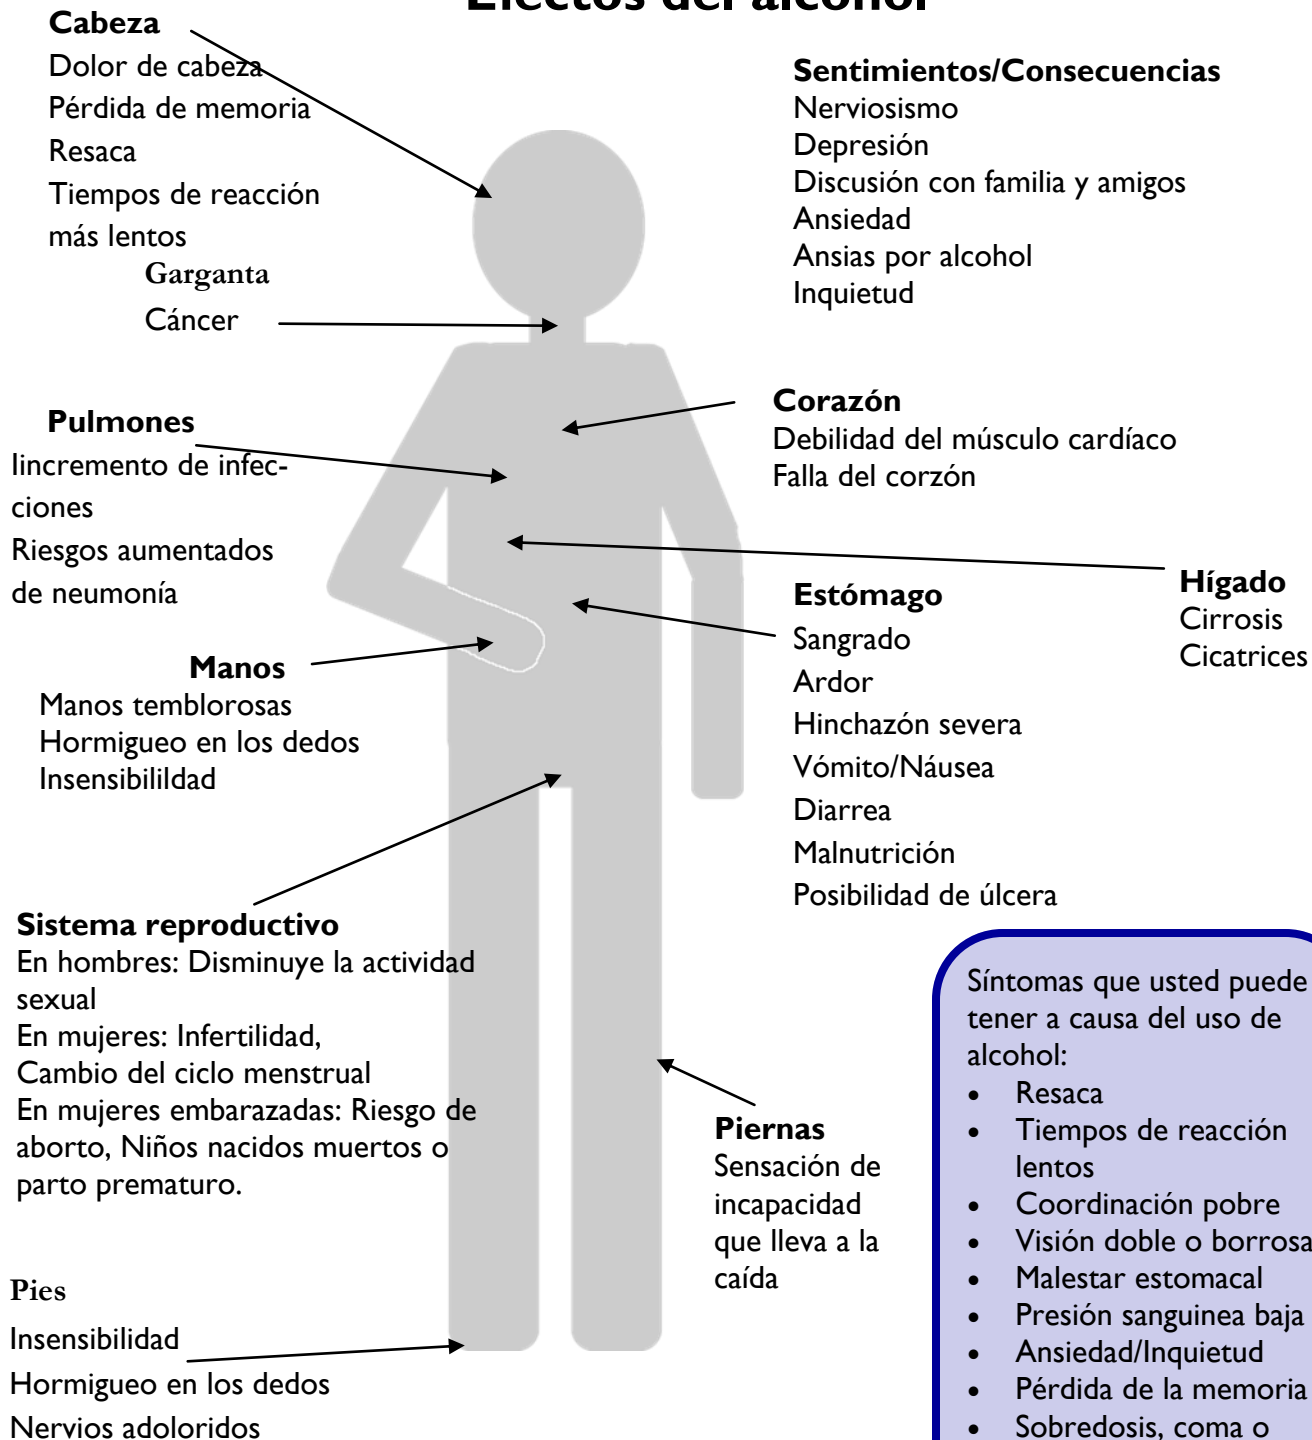 Efectos del alcohol
Cabeza
Dolor de cabeza
Pérdida de memoria
Resaca
Tiempos de reacción
más lentos
Garganta
Cáncer
Sentimientos/Consecuencias
Nerviosismo
Depresión
Discusión con familia y amigos
Ansiedad
Ansias por alcohol
Inquietud
Pulmones
Iincremento de infec-
ciones
Riesgos aumentados
de neumonía
Corazón
Debilidad del músculo cardíaco
Falla del corzón
Hígado
Cirrosis
Cicatrices
Estómago
Sangrado
Ardor
Hinchazón severa
Vómito/Náusea
Diarrea
Malnutrición
Posibilidad de úlcera
Manos
Manos temblorosas
Hormigueo en los dedos
Insensibilildad
Sistema reproductivo
En hombres: Disminuye la actividad
sexual
En mujeres: Infertilidad,
Cambio del ciclo menstrual
En mujeres embarazadas: Riesgo de
aborto, Niños nacidos muertos o
parto prematuro.
Piernas
Sensación de
incapacidad
que lleva a la
caída
Pies
Insensibilidad
Hormigueo en los dedos
Nervios adoloridos
Síntomas que usted puede
tener a causa del uso de
alcohol:
• Resaca
• Tiempos de reacción
lentos
• Coordinación pobre
• Visión doble o borrosa
• Malestar estomacal
• Presión sanguinea baja
• Ansiedad/Inquietud
• Pérdida de la memoria
• Sobredosis, coma o